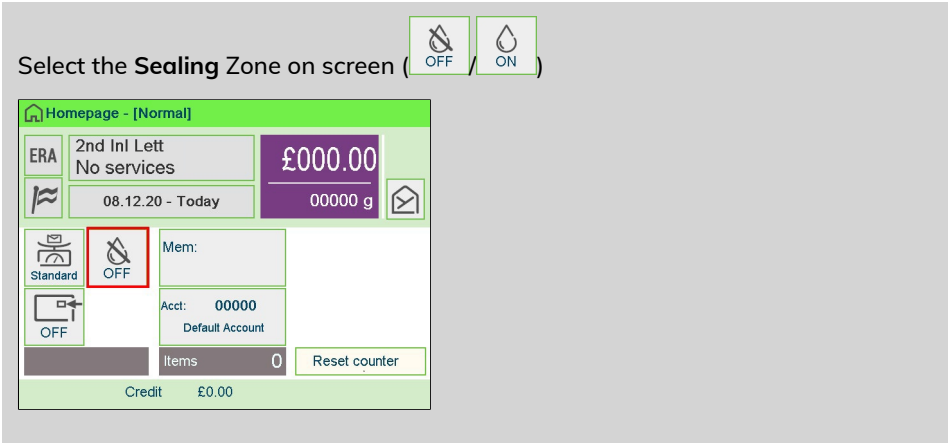 Select the Sealing Zone on screen (OFF/ON)
Homepage - [Normal]
ERA
2nd Inl Lett
No services
£000.00
08.12.20 - Today
00000 g
Standard
OFF
Mem:
OFF
Acct: 00000
Default Account
Items 0
Reset counter
Credit £0.00